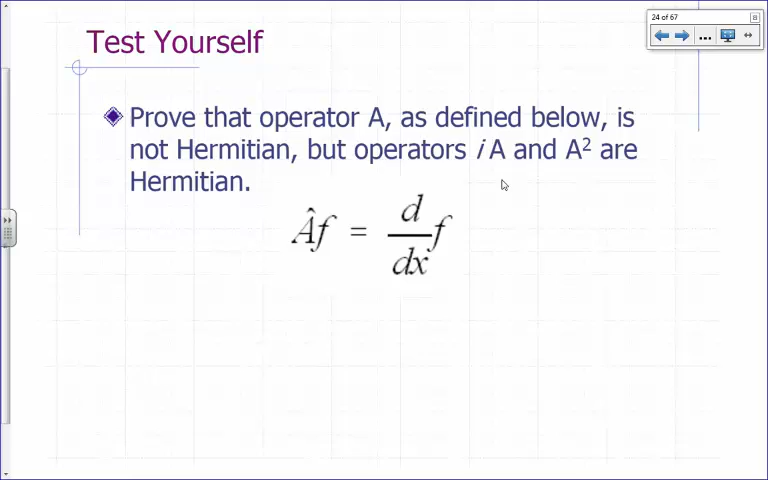 24 of 67
Test Yourself
Prove that operator A, as defined below, is
not Hermitian, but operators i A and A² are
Hermitian.
Âf = d/dx f